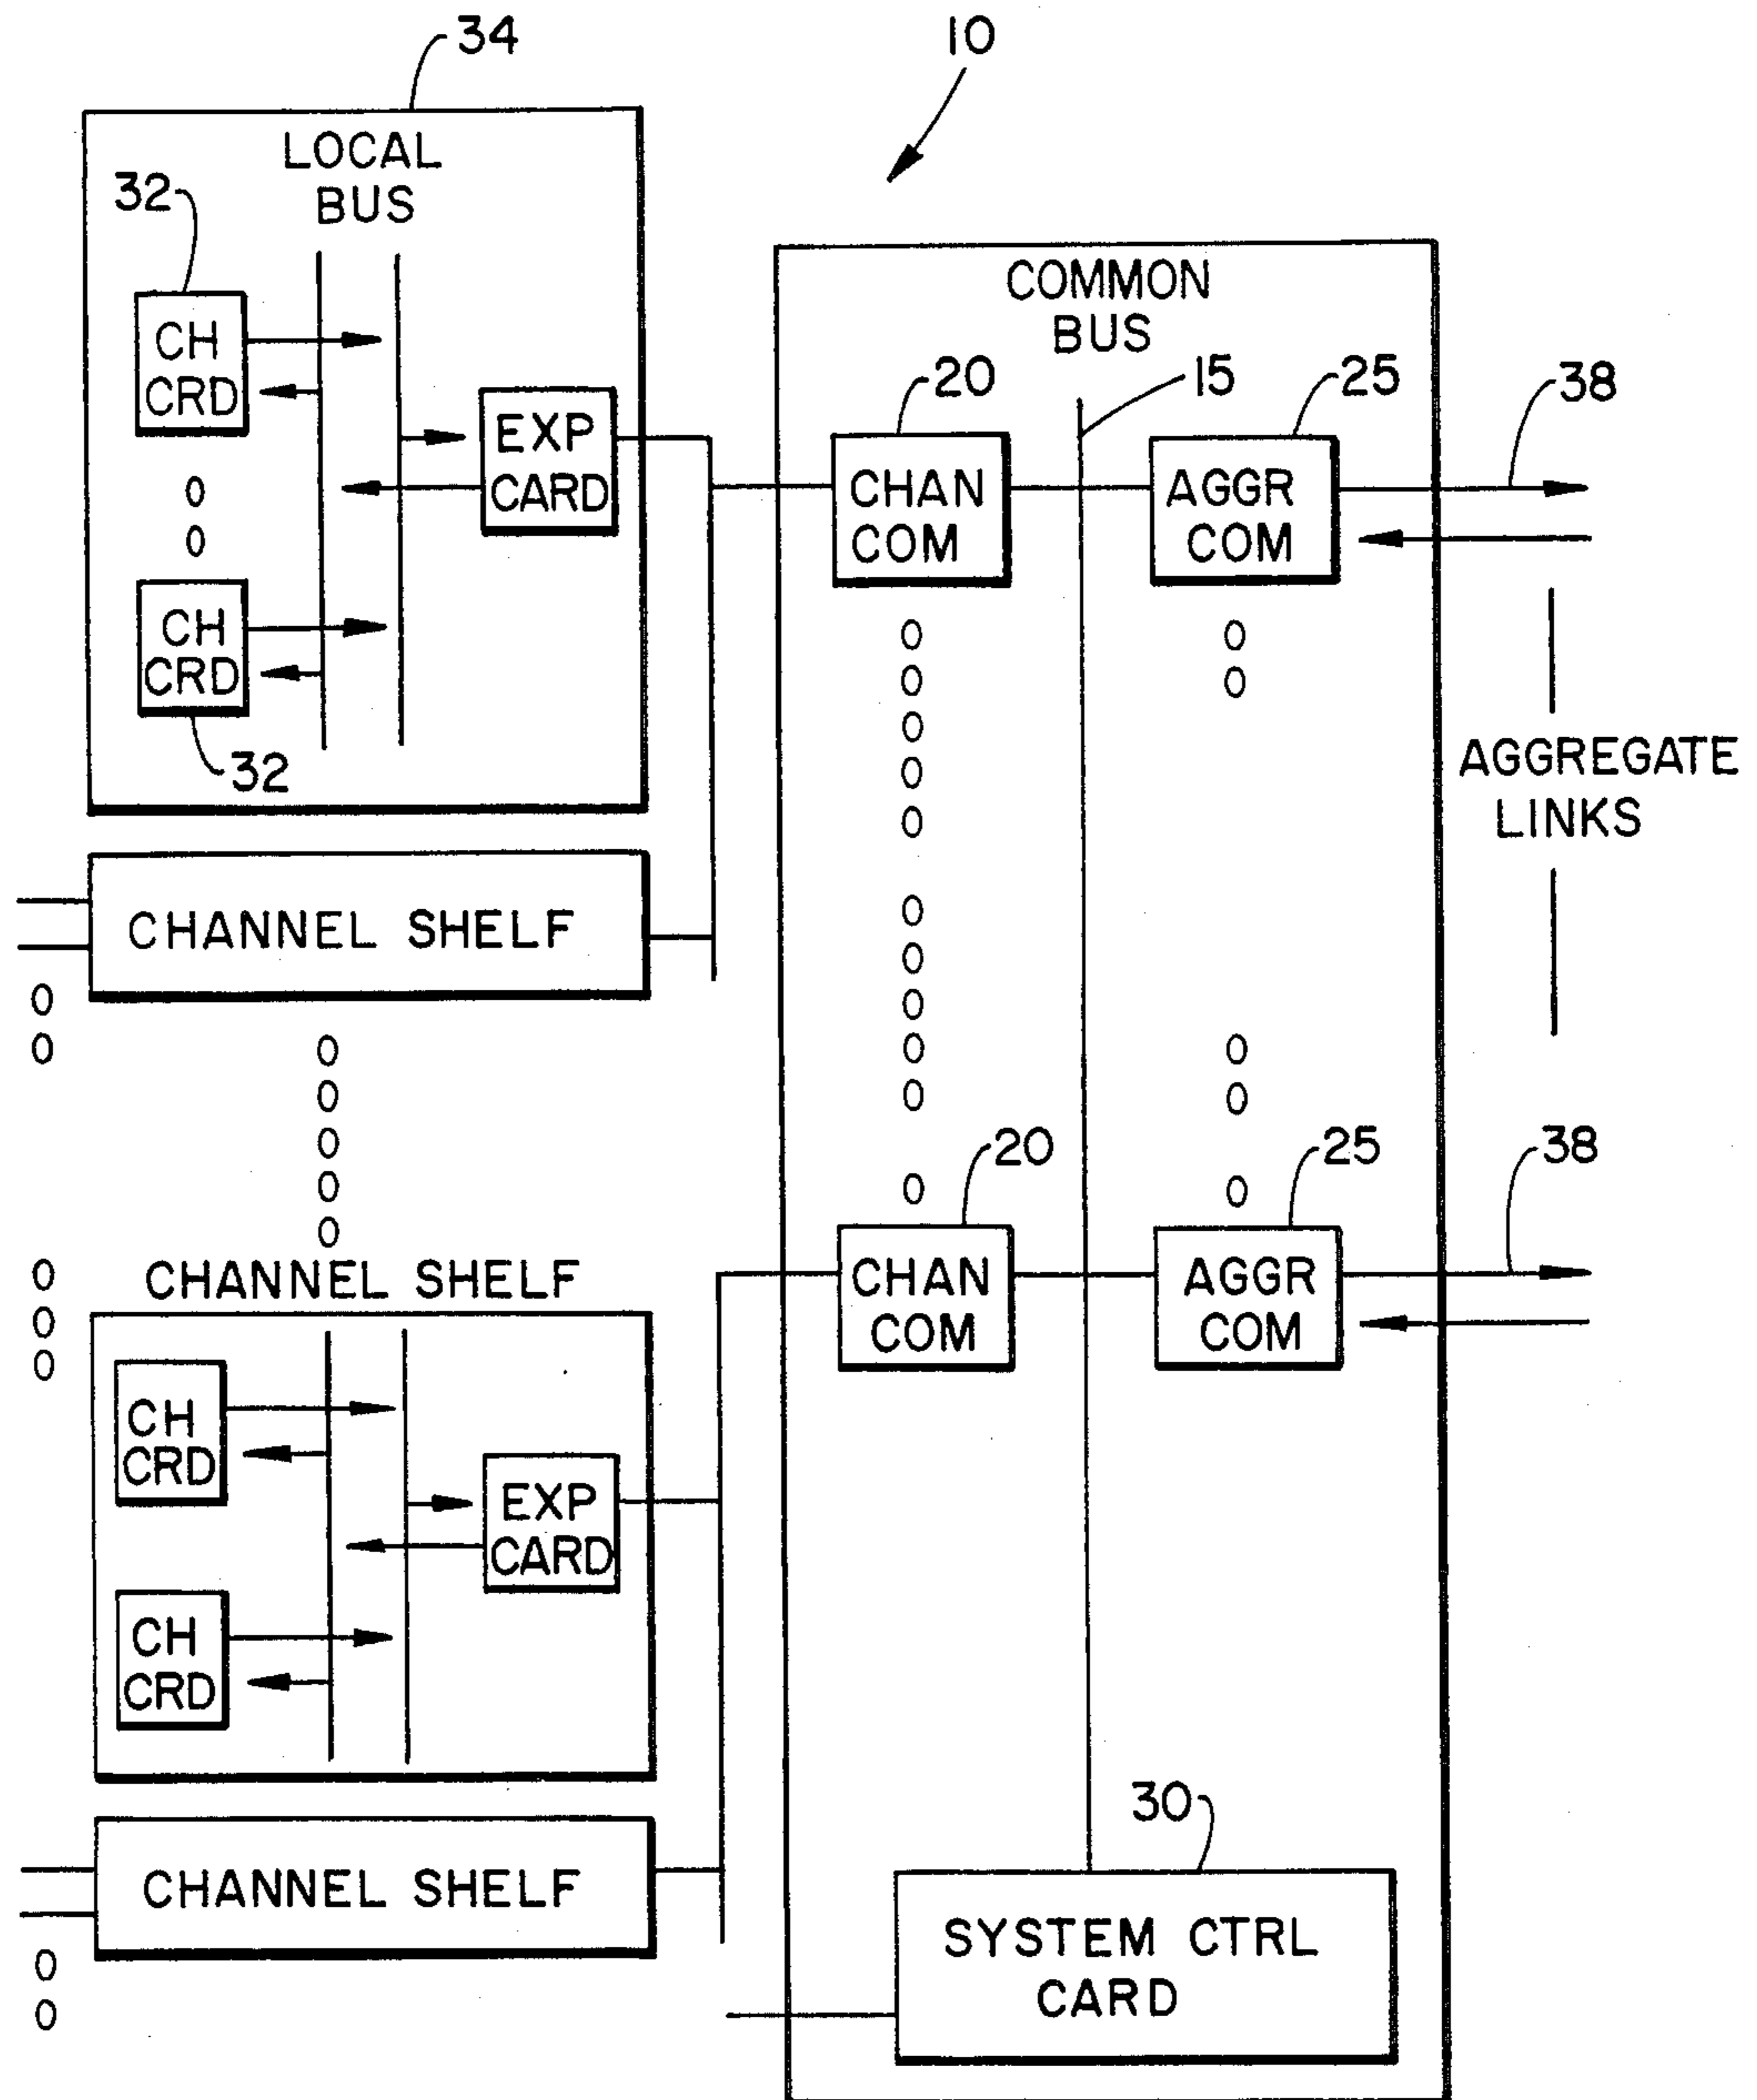 34
10
LOCAL
BUS
32
CH
CRD
EXP
CARD
CH
CRD
32
COMMON
BUS
20
15
25
38
CHAN
COM
AGGR
COM
AGGREGATE
LINKS
CHANNEL SHELF
20
25
38
CHAN
COM
AGGR
COM
CHANNEL SHELF
CH
CRD
EXP
CARD
CH
CRD
CHANNEL SHELF
30
SYSTEM CTRL
CARD